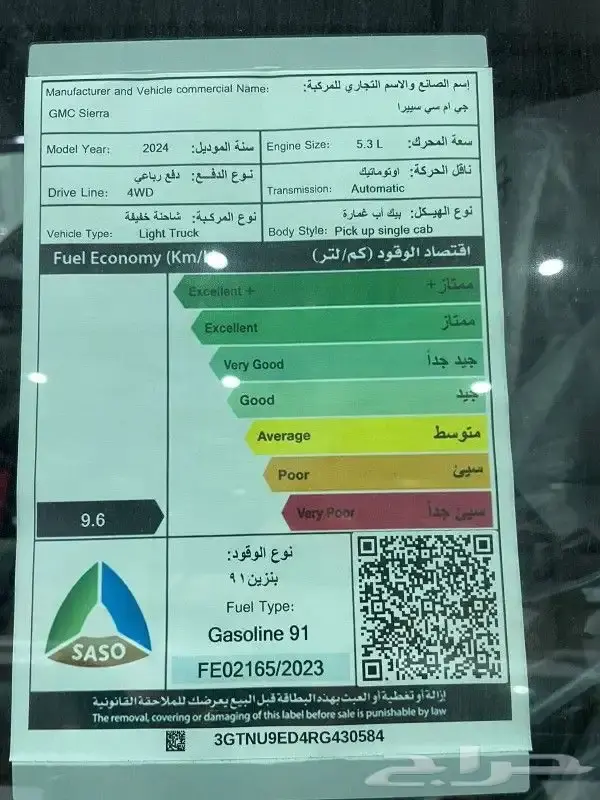 Manufacturer and Vehicle commercial Name: إسم الصانع والاسم التجاري للمركبة:
GMC Sierra جي ام سي سييرا
Model Year: 2024 سنة الموديل:
Engine Size: 5.3 L سعة المحرك:
Drive Line: 4WD دفع رباعي نوع الدفـع:
Transmission: Automatic اوتوماتيك ناقل الحركة:
Vehicle Type: Light Truck شاحنة خفيفة نوع المركبة:
Body Style: Pick up single cab بيك أب غمارة نوع الهيـكل:
Fuel Economy (Km/ اقتصاد الوقود (كم/لتر)
Excellent + ممتاز +
Excellent ممتاز
Very Good جيد جداً
Good جيد
Average متوسط
Poor سيئ
Very Poor سيئ جداً
9.6
SASO
نوع الوقود:
بنزين ٩١
Fuel Type:
Gasoline 91
FE02165/2023
إزالة أو تغطية أو العبث بهذه البطاقة قبل البيع يعرضك للملاحقة القانونية
The removal, covering or damaging of this label before sale is punishable by law
3GTNU9ED4RG430584
حراج